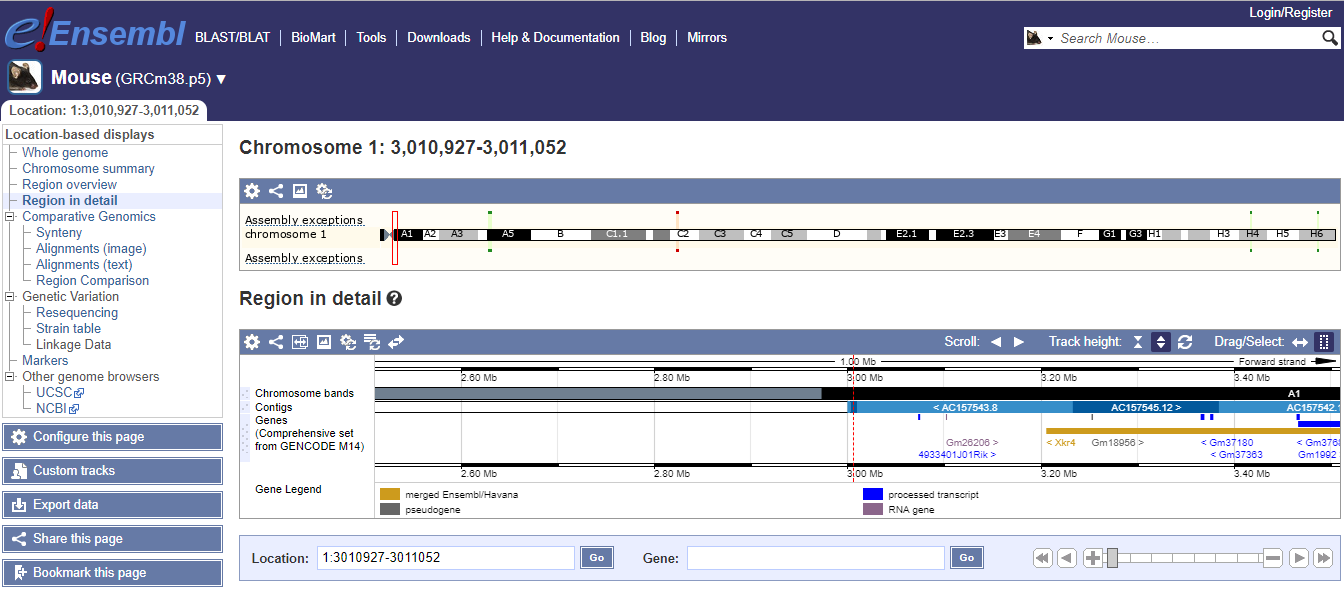 Login/Register
e!Ensembl BLAST/BLAT BioMart Tools Downloads Help & Documentation Blog Mirrors Search Mouse…
Mouse (GRCm38.p5) ▼
Location: 1:3,010,927-3,011,052
Location-based displays
Whole genome
Chromosome summary
Region overview
Region in detail
Comparative Genomics
Synteny
Alignments (image)
Alignments (text)
Region Comparison
Genetic Variation
Resequencing
Strain table
Linkage Data
Markers
Other genome browsers
UCSC
NCBI
Configure this page
Custom tracks
Export data
Share this page
Bookmark this page
Chromosome 1: 3,010,927-3,011,052
Assembly exceptions
chromosome 1 A1 A2 A3 A5 B C1.1 C2 C3 C4 C5 D E2.1 E2.3 E3 E4 F G1 G3 H1 H3 H4 H5 H6
Assembly exceptions
Region in detail
Scroll: Track height: Drag/Select:
1.00 Mb Forward strand
2.60 Mb 2.80 Mb 3.00 Mb 3.20 Mb 3.40 Mb
Chromosome bands A1
Contigs < AC157543.8 AC157545.12 > AC157542.
Genes
(Comprehensive set
from GENCODE M14)
Gm26206 > < Xkr4 Gm18956 > < Gm37180 < Gm376
4933401J01Rik > < Gm37363 Gm1992
2.60 Mb 2.80 Mb 3.00 Mb 3.20 Mb 3.40 Mb
Gene Legend
merged Ensembl/Havana processed transcript
pseudogene RNA gene
Location: 1:3010927-3011052 Go Gene: Go